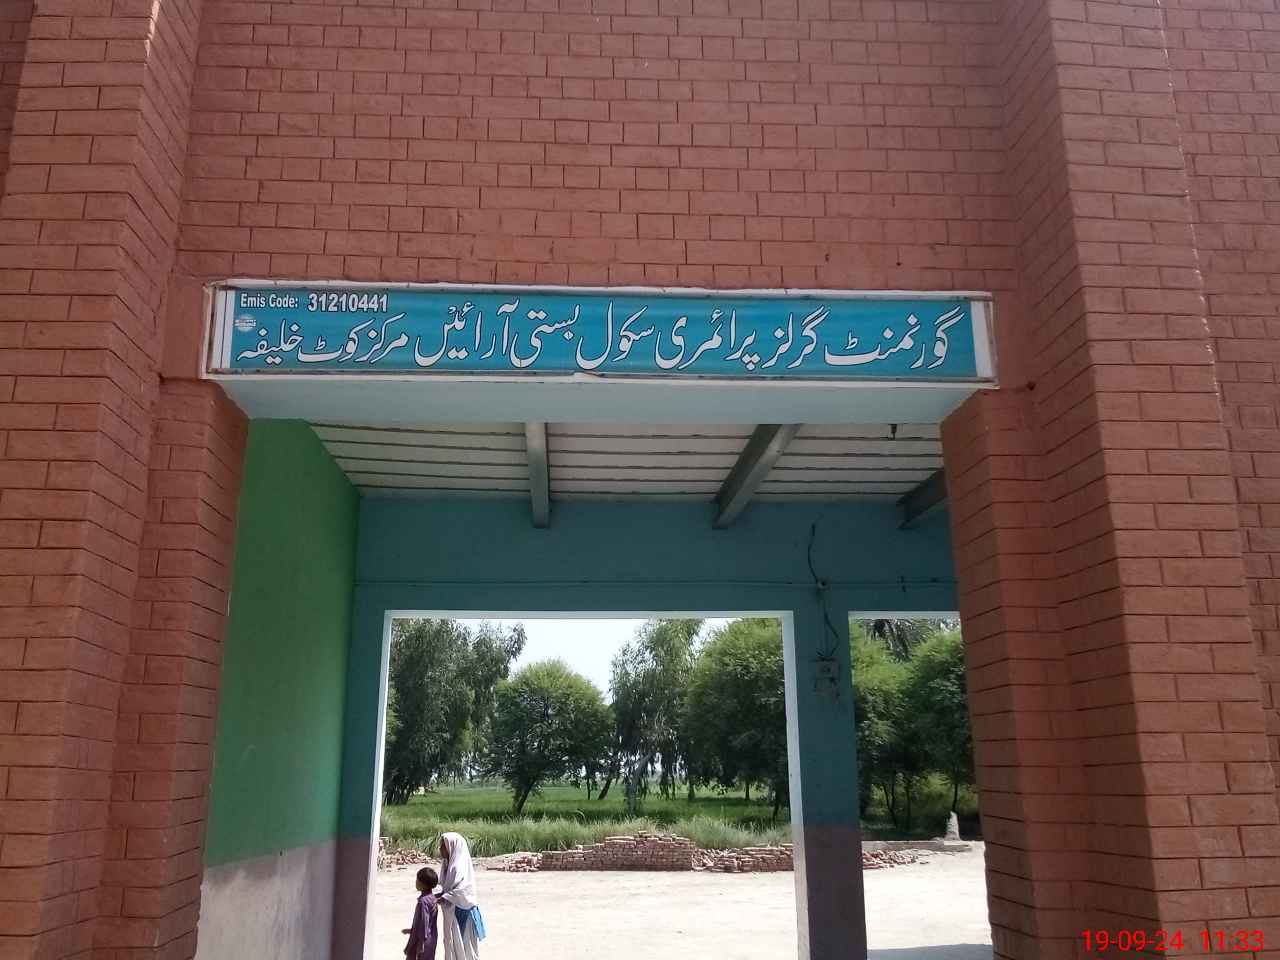 Emis Code: 31210441
گورنمنٹ گرلز پرائمری سکول بستی آرائیں مرکز کوٹ خلیفہ
19-09-24 11:33